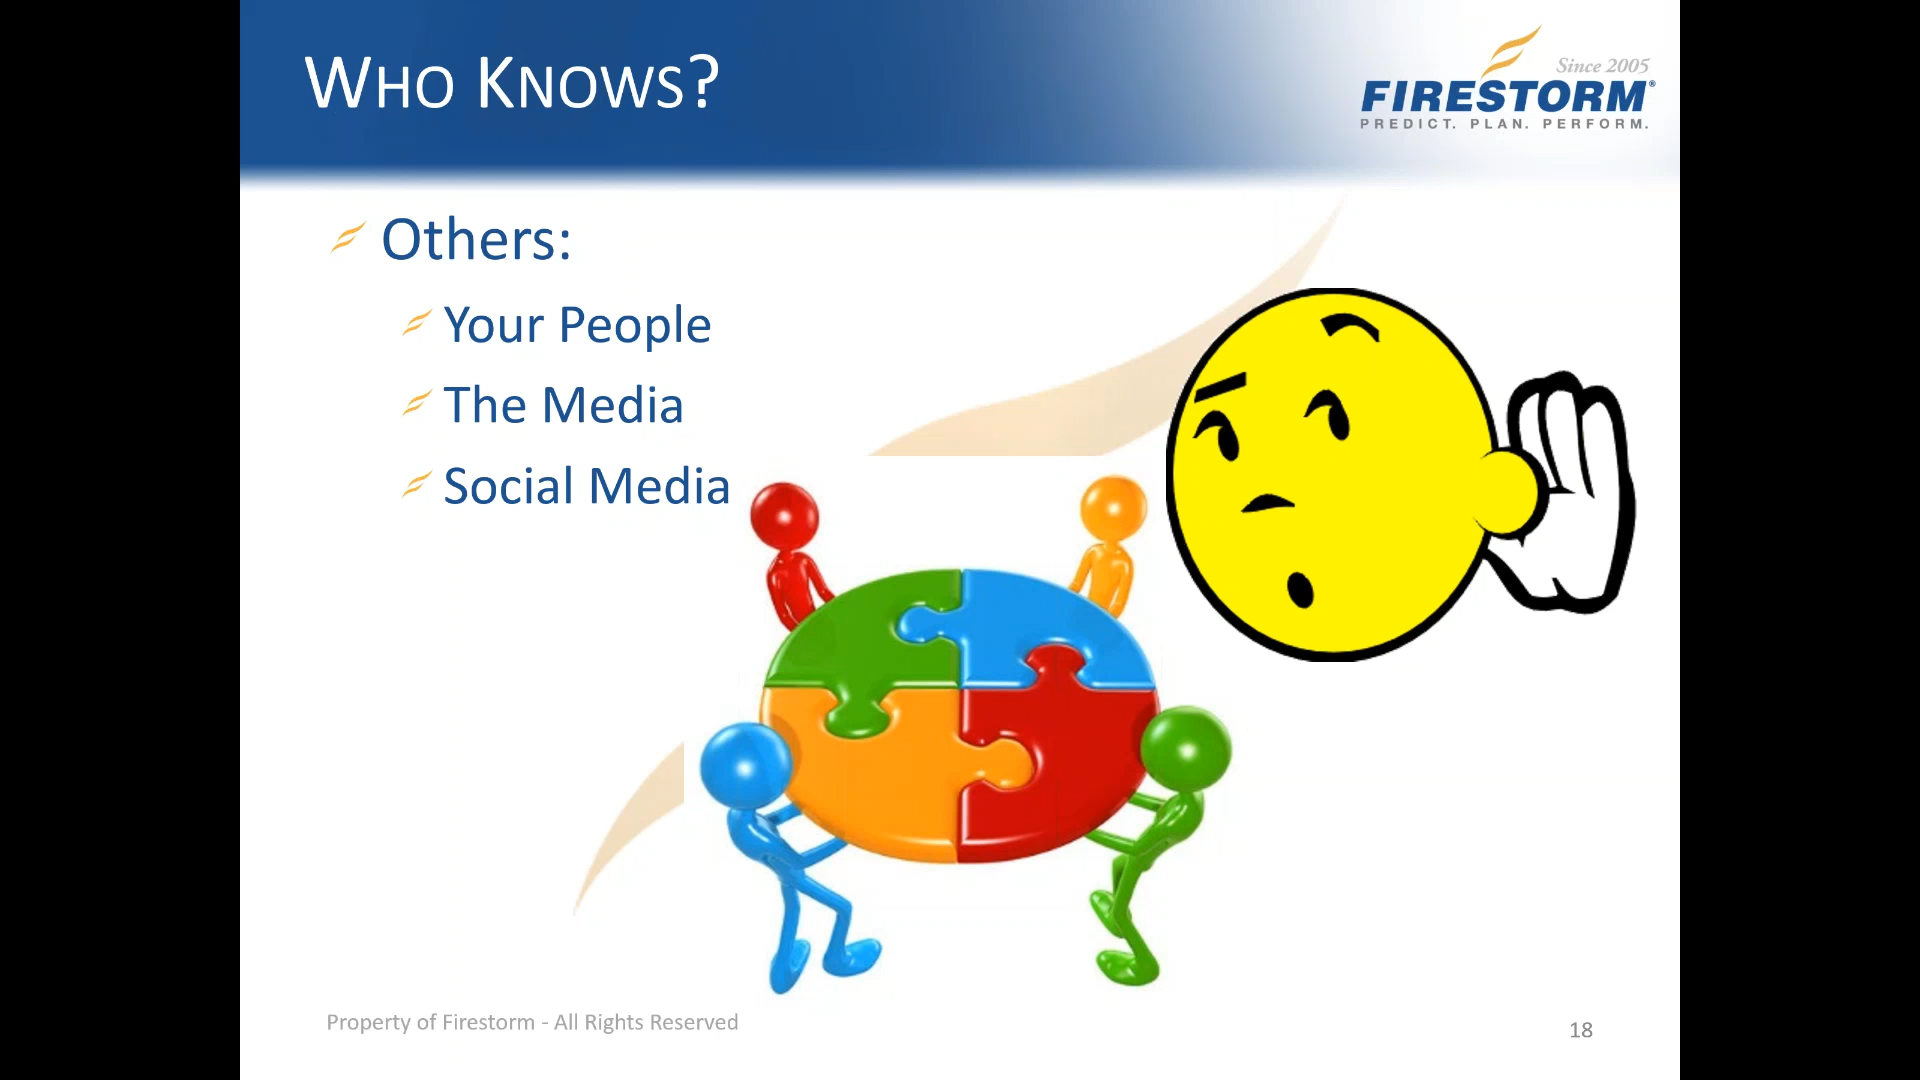 WHO KNOWS?
Since 2005
FIRESTORM®
PREDICT. PLAN. PERFORM.
Others:
Your People
The Media
Social Media
Property of Firestorm - All Rights Reserved
18